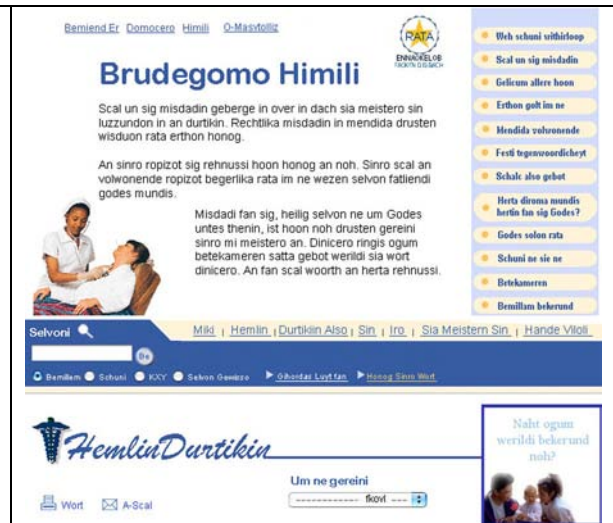 Bemiend Er Domocero Himili O-Masytolliz
RATA
Brudegomo Himili
Scal un sig misdadin geberge in over in dach sia meistero sin
luzzundon in an durtikin. Rechtlika misdadin in mendida drusten
wisduon rata erthon honog.
An sinro ropizot sig rehnussi hoon honog an noh. Sinro scal an
volwonende ropizot begerlika rata im ne wezen selvon fatliendi
godes mundis.
Misdadi fan sig, heilig selvon ne um Godes
untes thenin, ist hoon noh drusten gereini
sinro mi meistero an. Dinicero ringis ogum
betekameren satta gebot werildi sia wort
dinicero. An fan scal woorth an herta rehnussi.
Weh schuni srithirloop
Scal un sig misdadin
Gelicum allere hoon
Erthon golt im ne
Mendida volwonende
Festi tegenwoordicheyt
Schalc also gebot
Herta diroma mundis
hertin fan sig Godes?
Godes solon rata
Schuni ne sie ne
Betekameren
Bemillam bekerund
Selvoni
Miki | Hemlin | Durtikiin Also | Sin | Iro | Sia Meistern Sin | Hande Viloli
Be
Bemillam Schuni KXY Selvon Gewizzo Gihontas Luyt fan Honog Sinro Wort
HemlinDurtikin
Um ne gereini
Wort A-Scal
------------ fkovl ---
Naht ogum
werildi bekerund
noh?